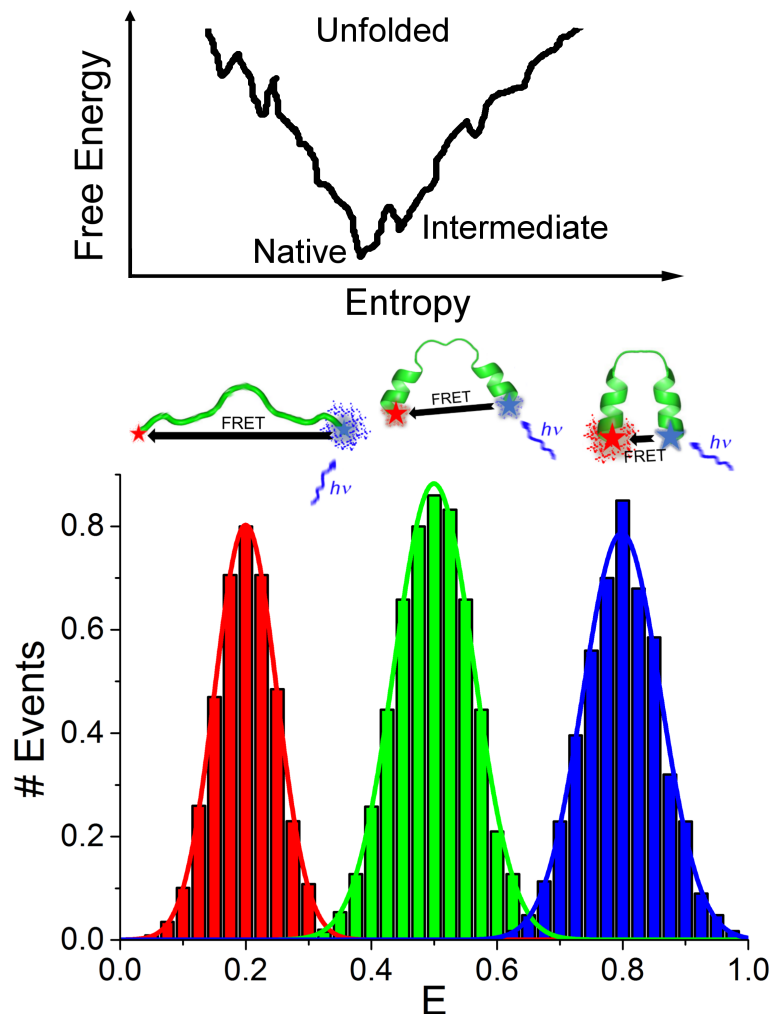 Unfolded
Free Energy
Native
Intermediate
Entropy
FRET
hν
FRET
hν
FRET
hν
# Events
0.8
0.6
0.4
0.2
0.0
0.0 0.2 0.4 0.6 0.8 1.0
E